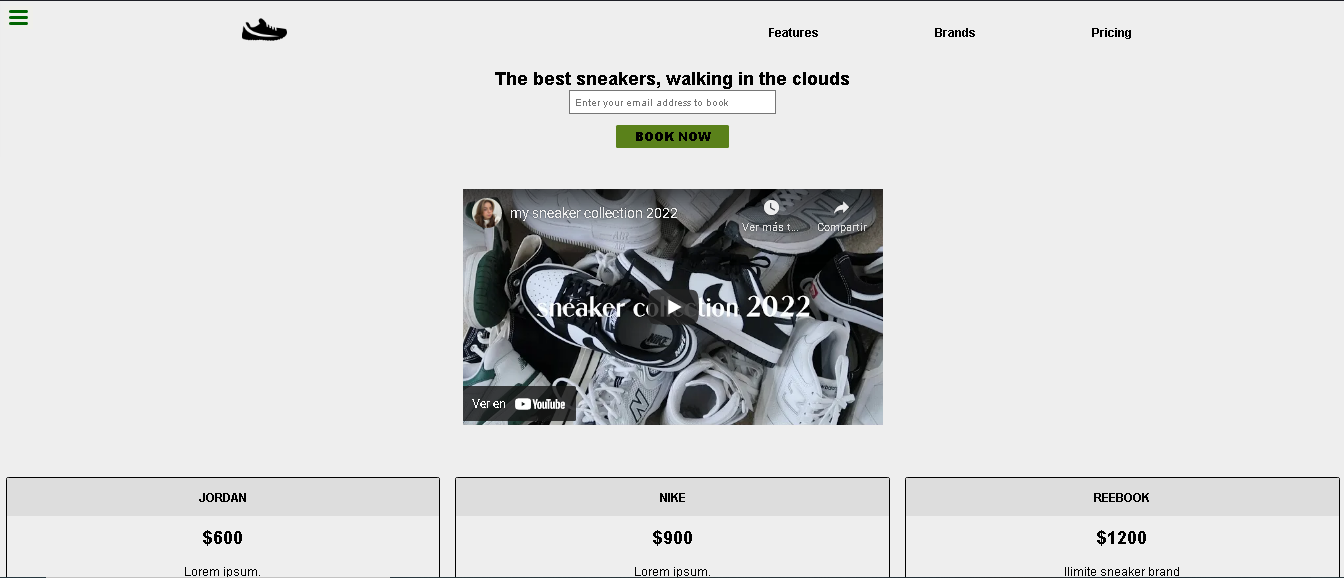 Features Brands Pricing
The best sneakers, walking in the clouds
Enter your email address to book
BOOK NOW
my sneaker collection 2022
Ver más t... Compartir
sneaker collection 2022
Ver en YouTube
JORDAN
$600
Lorem ipsum.
NIKE
$900
Lorem ipsum.
REEBOOK
$1200
Ilimite sneaker brand